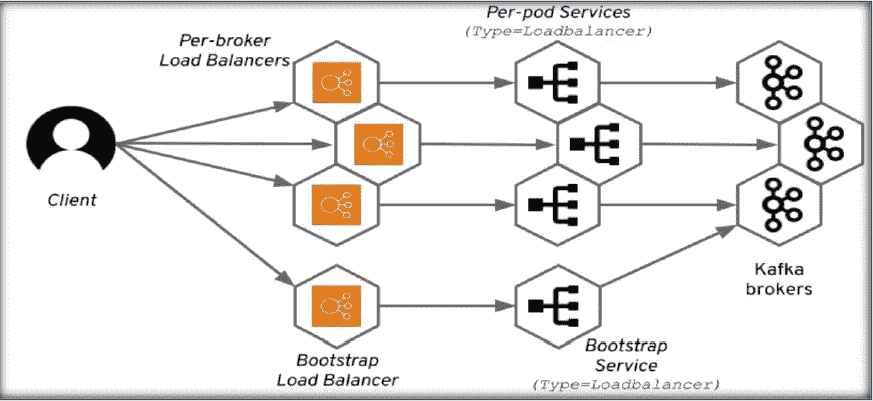 Per-pod Services
(Type=Loadbalancer)
Per-broker
Load Balancers
Client
Kafka
brokers
Bootstrap
Load Balancer
Bootstrap
Service
(Type=Loadbalancer)